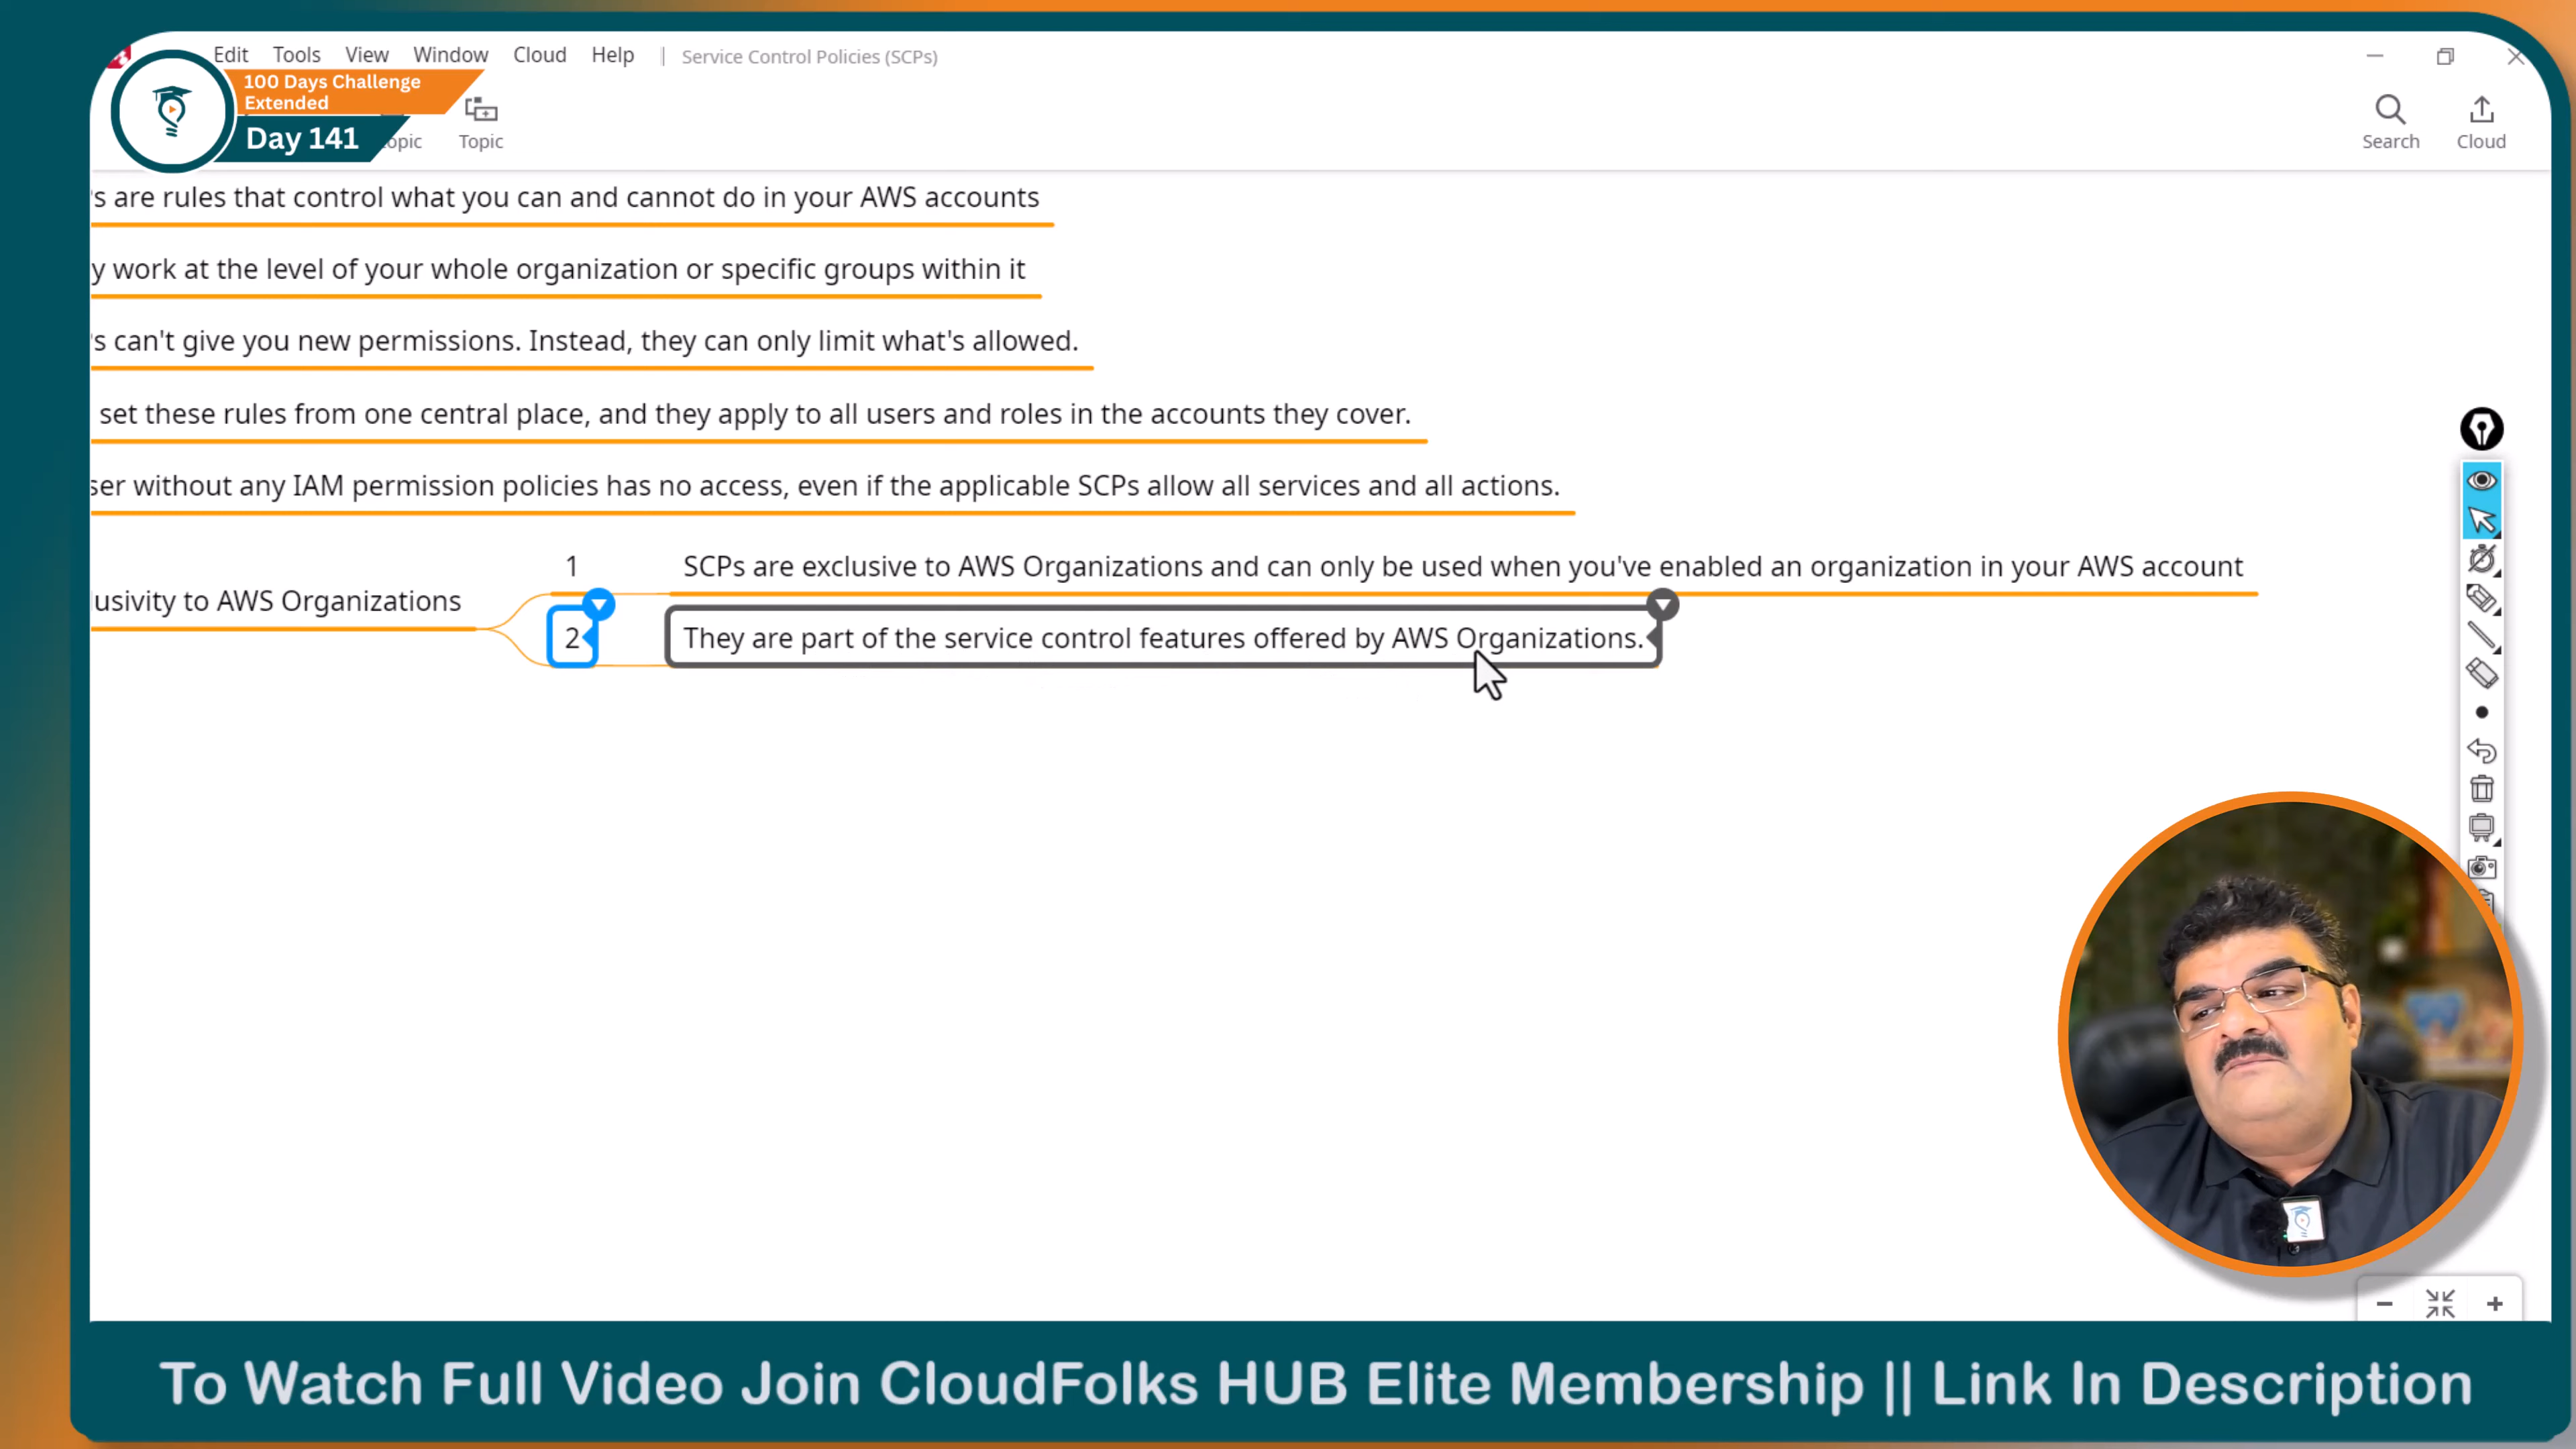 Edit Tools View Window Cloud Help | Service Control Policies (SCPs)
100 Days Challenge
Extended
Day 141
Topic
Search
Cloud
are rules that control what you can and cannot do in your AWS accounts
work at the level of your whole organization or specific groups within it
can't give you new permissions. Instead, they can only limit what's allowed.
set these rules from one central place, and they apply to all users and roles in the accounts they cover.
without any IAM permission policies has no access, even if the applicable SCPs allow all services and all actions.
to AWS Organizations
1 SCPs are exclusive to AWS Organizations and can only be used when you've enabled an organization in your AWS account
2 They are part of the service control features offered by AWS Organizations.
To Watch Full Video Join CloudFolks HUB Elite Membership || Link In Description